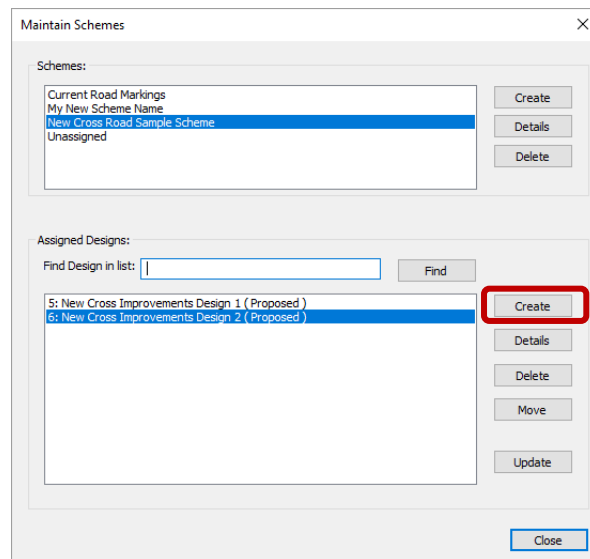 Maintain Schemes
Schemes:
Current Road Markings
My New Scheme Name
New Cross Road Sample Scheme
Unassigned
Create
Details
Delete
Assigned Designs:
Find Design in list:
Find
5: New Cross Improvements Design 1 ( Proposed )
6: New Cross Improvements Design 2 ( Proposed )
Create
Details
Delete
Move
Update
Close